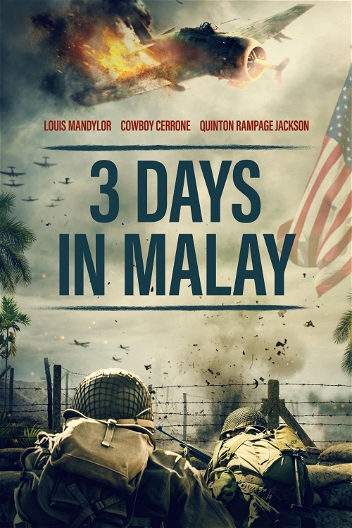 LOUIS MANDYLOR COWBOY CERRONE QUINTON RAMPAGE JACKSON
3 DAYS
IN MALAY